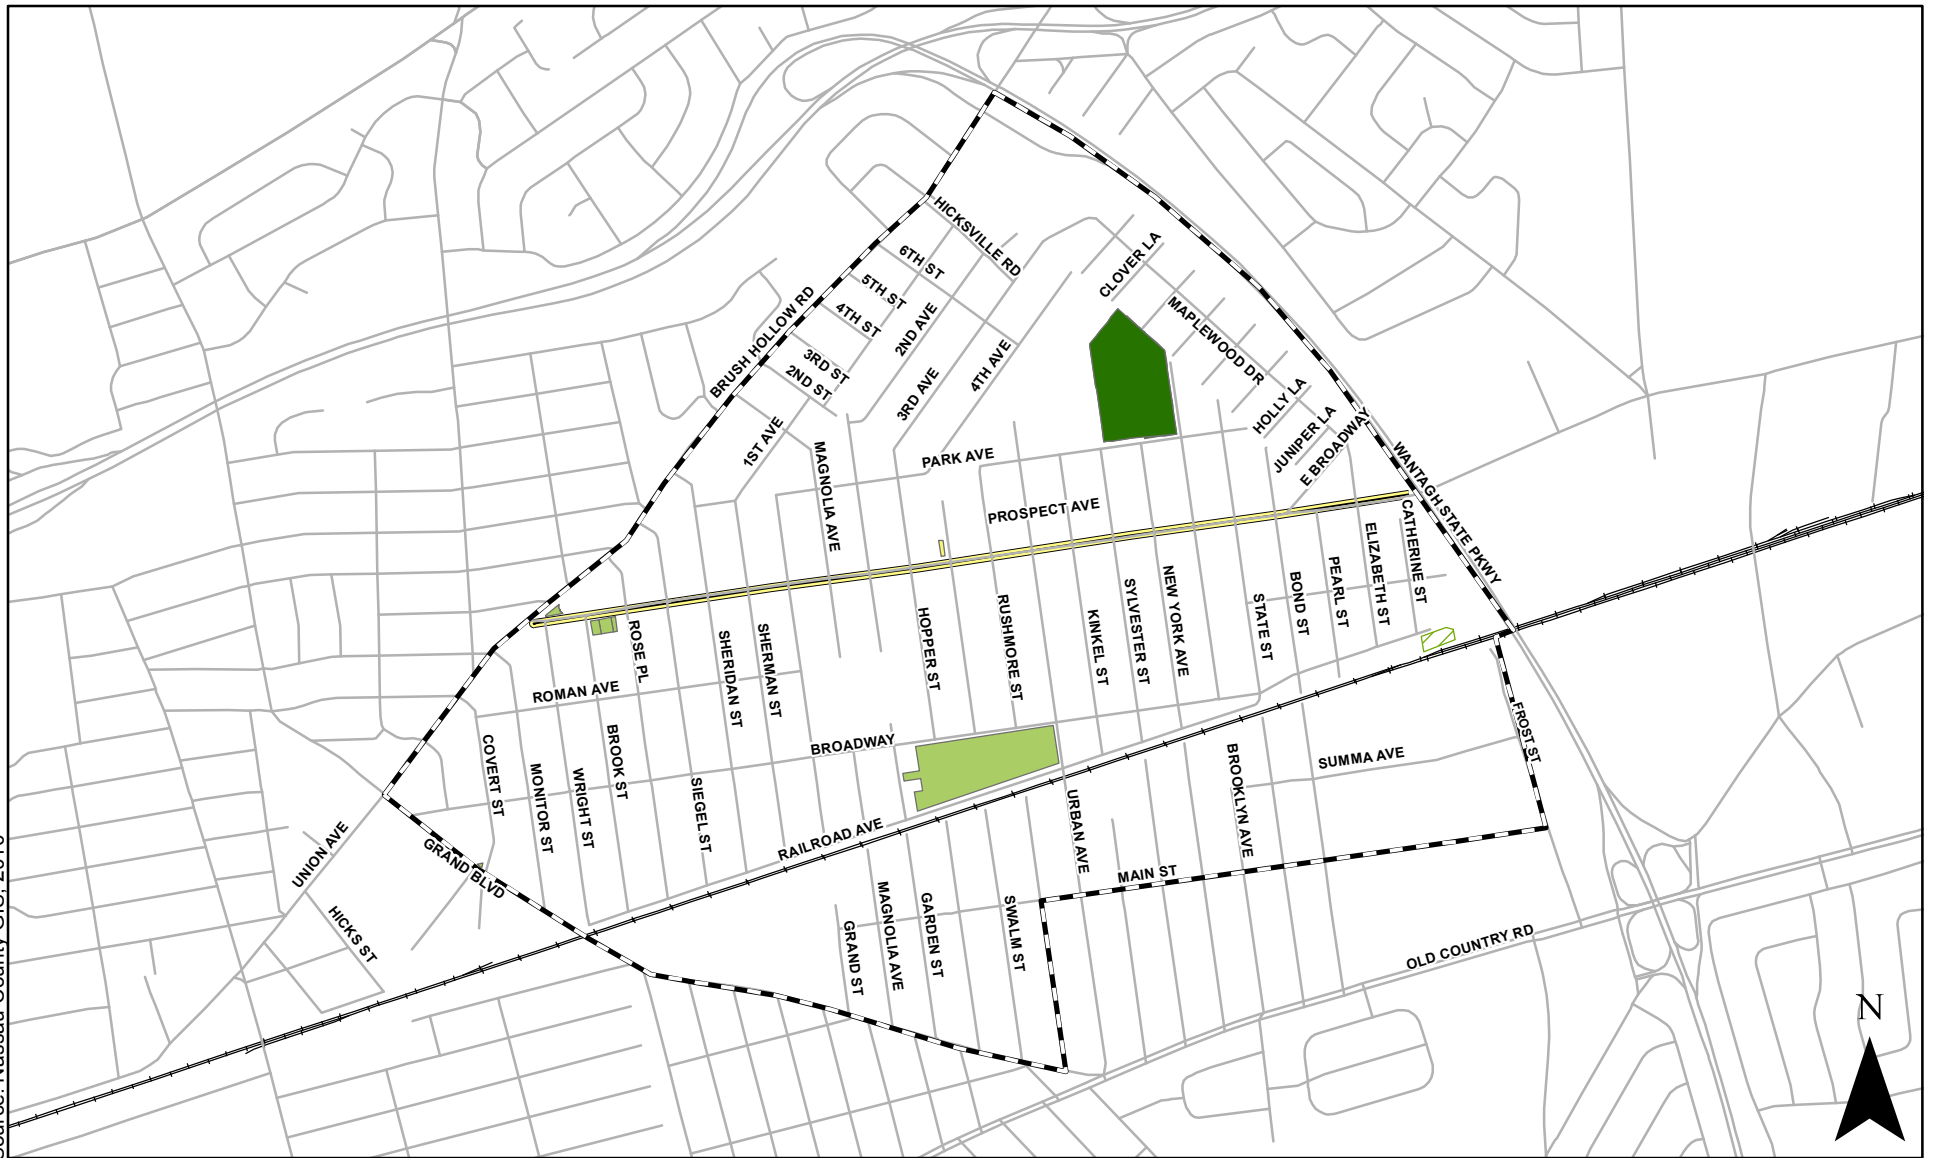 HICKSVILLE RD
CLOVER LA
6TH ST
5TH ST
4TH ST
2ND AVE
BRUSH HOLLOW RD
MAPLEWOOD DR
3RD ST
2ND ST
3RD AVE
4TH AVE
HOLLY LA
JUNIPER LA
E BROADWAY
1ST AVE
MAGNOLIA AVE
PARK AVE
WANTAGH STATE PKWY
PROSPECT AVE
CATHERINE ST
ELIZABETH ST
PEARL ST
BOND ST
STATE ST
NEW YORK AVE
SYLVESTER ST
KINKEL ST
RUSHMORE ST
HOPPER ST
SHERMAN ST
SHERIDAN ST
ROSE PL
ROMAN AVE
BROADWAY
COVERT ST
MONITOR ST
WRIGHT ST
BROOK ST
SIEGEL ST
FROST ST
SUMMA AVE
BROOKLYN AVE
URBAN AVE
RAILROAD AVE
UNION AVE
GRAND BLVD
MAIN ST
HICKS ST
GRAND ST
MAGNOLIA AVE
GARDEN ST
SWALM ST
OLD COUNTRY RD
N